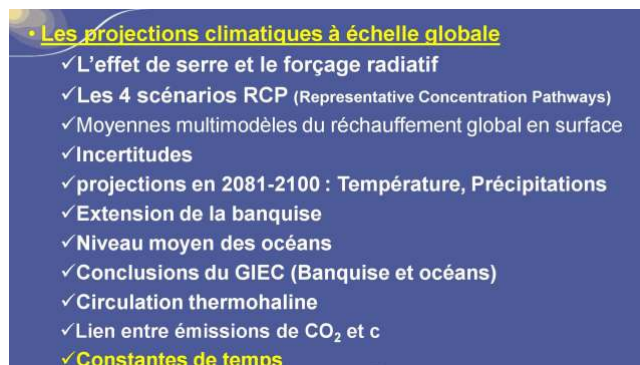 • Les projections climatiques à échelle globale
✓L'effet de serre et le forçage radiatif
✓Les 4 scénarios RCP (Representative Concentration Pathways)
✓Moyennes multimodèles du réchauffement global en surface
✓Incertitudes
✓projections en 2081-2100 : Température, Précipitations
✓Extension de la banquise
✓Niveau moyen des océans
✓Conclusions du GIEC (Banquise et océans)
✓Circulation thermohaline
✓Lien entre émissions de CO₂ et c
✓Constantes de temps